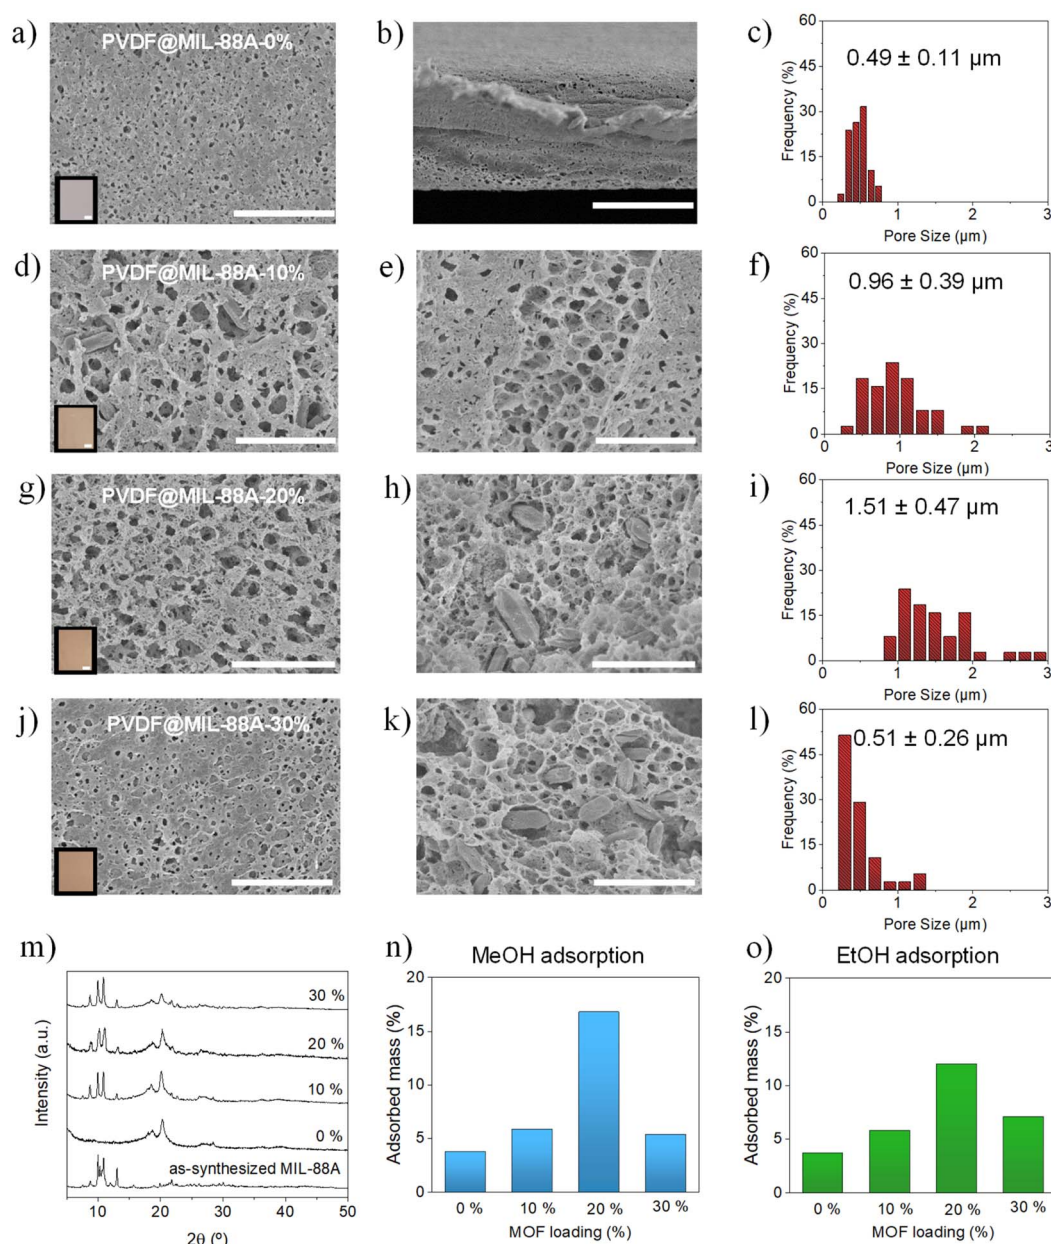 a)
PVDF@MIL-88A-0%
b)
c)
60
45
30
15
0
Frequency (%)
0.49 ± 0.11 µm
0
1
2
3
Pore Size (µm)
d)
PVDF@MIL-88A-10%
e)
f)
60
45
30
15
0
Frequency (%)
0.96 ± 0.39 µm
0
1
2
3
Pore Size (µm)
g)
PVDF@MIL-88A-20%
h)
i)
60
45
30
15
0
Frequency (%)
1.51 ± 0.47 µm
0
1
2
3
Pore Size (µm)
j)
PVDF@MIL-88A-30%
k)
l)
60
45
30
15
0
Frequency (%)
0.51 ± 0.26 µm
0
1
2
3
Pore Size (µm)
m)
Intensity (a.u.)
30 %
20 %
10 %
0 %
as-synthesized MIL-88A
10
20
30
40
50
2θ (º)
n)
MeOH adsorption
Adsorbed mass (%)
20
15
10
5
0
0 %
10 %
20 %
30 %
MOF loading (%)
o)
EtOH adsorption
Adsorbed mass (%)
20
15
10
5
0
0 %
10 %
20 %
30 %
MOF loading (%)